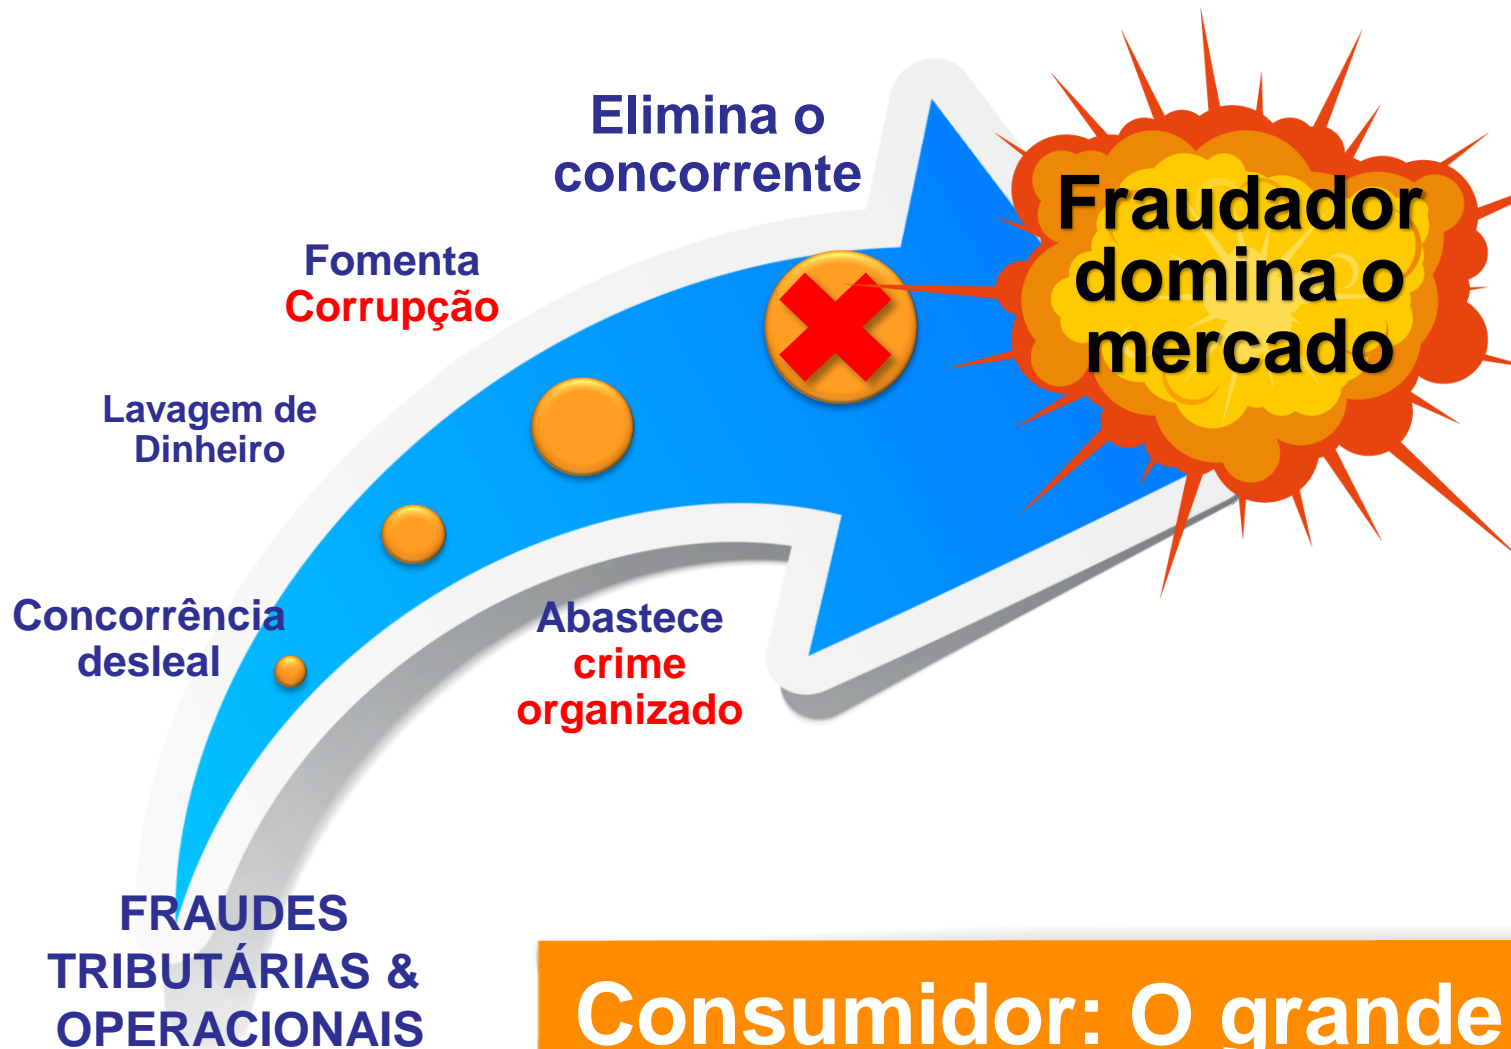 Elimina o
concorrente
Fraudador
domina o
mercado
Fomenta
Corrupção
Lavagem de
Dinheiro
Concorrência
desleal
Abastece
crime
organizado
FRAUDES
TRIBUTÁRIAS &
OPERACIONAIS
Consumidor: O grande